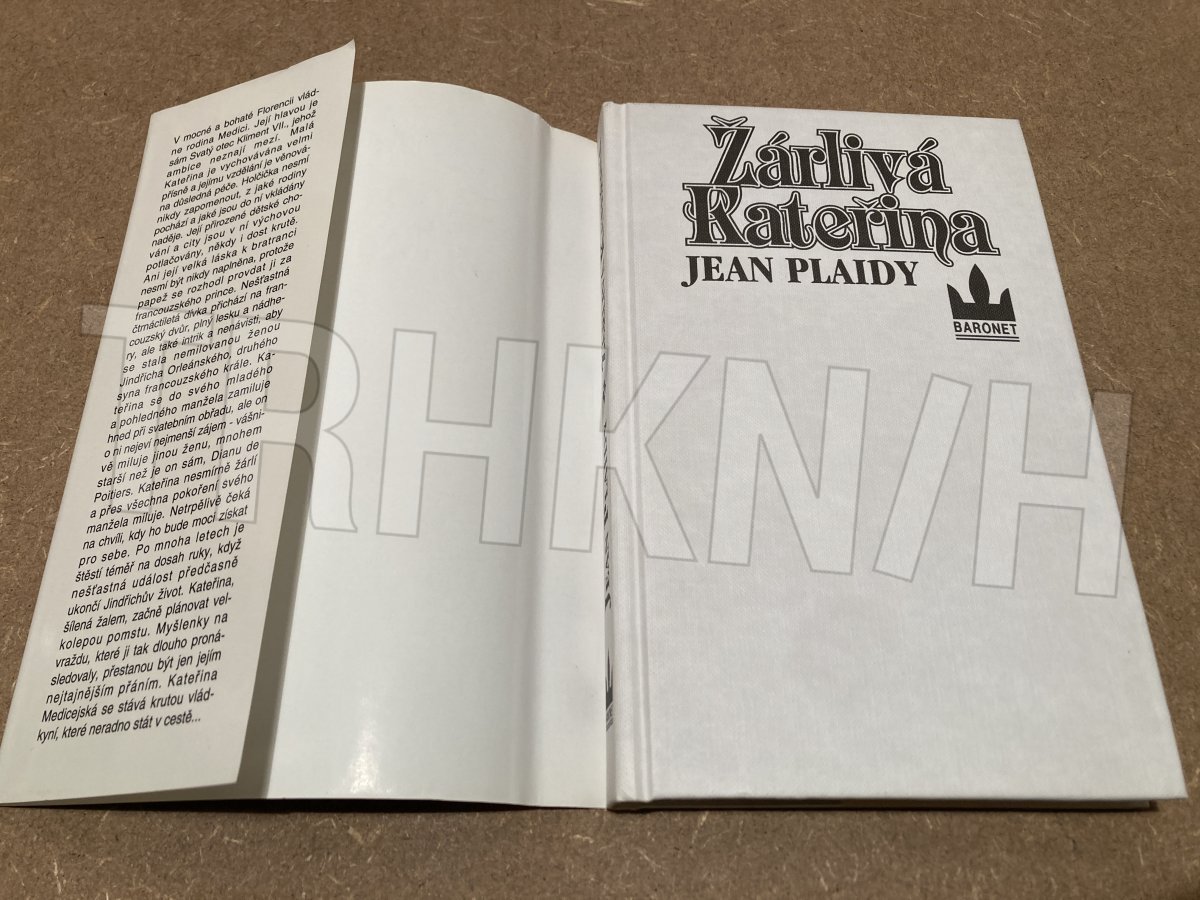 V mocné a bohaté Florencii vlád-
ne rodina Medici. Její hlavou je
sám Svatý otec Kliment VII., jehož
ambice neznají mezí. Malá
Kateřina je vychovávána velmi
přísně a jejímu vzdělání je věnová-
na důsledná péče. Holčička nesmí
nikdy zapomenout, z jaké rodiny
pochází a jaké jsou do ní vkládány
naděje. Její přirozené dětské cho-
vání a city jsou v ní výchovou
potlačovány, někdy i dost krutě.
Ani její velká láska k bratranci
nesmí být nikdy naplněna, protože
papež se rozhodl provdat ji za
francouzského prince. Nešťastná
čtrnáctiletá dívka přichází na fran-
couzský dvůr, plný lesku a nádhe-
ry, ale také intrik a nenávisti, aby
se stala nemilovanou ženou
Jindřicha Orleánského, druhého
syna francouzského krále. Ka-
teřina se do svého mladého
a pohledného manžela zamiluje
hned při svatebním obřadu, ale on
o ni nejeví nejmenší zájem - vášni-
vě miluje jinou ženu, mnohem
starší než je on sám, Dianu de
Poitiers. Kateřina nesmírně žárlí
a přes všechna pokoření svého
manžela miluje. Netrpělivě čeká
na chvíli, kdy ho bude moci získat
pro sebe. Po mnoha letech je
štěstí téměř na dosah ruky, když
nešťastná událost předčasně
ukončí Jindřichův život. Kateřina,
šílená žalem, začně plánovat vel-
kolepou pomstu. Myšlenky na
vraždu, které ji tak dlouho proná-
sledovaly, přestanou být jen jejím
nejtajnějším přáním. Kateřina
Medicejská se stává krutou vlád-
kyní, které neradno stát v cestě...
Žárlivá
Kateřina
JEAN PLAIDY
BARONET
TRHKN/H